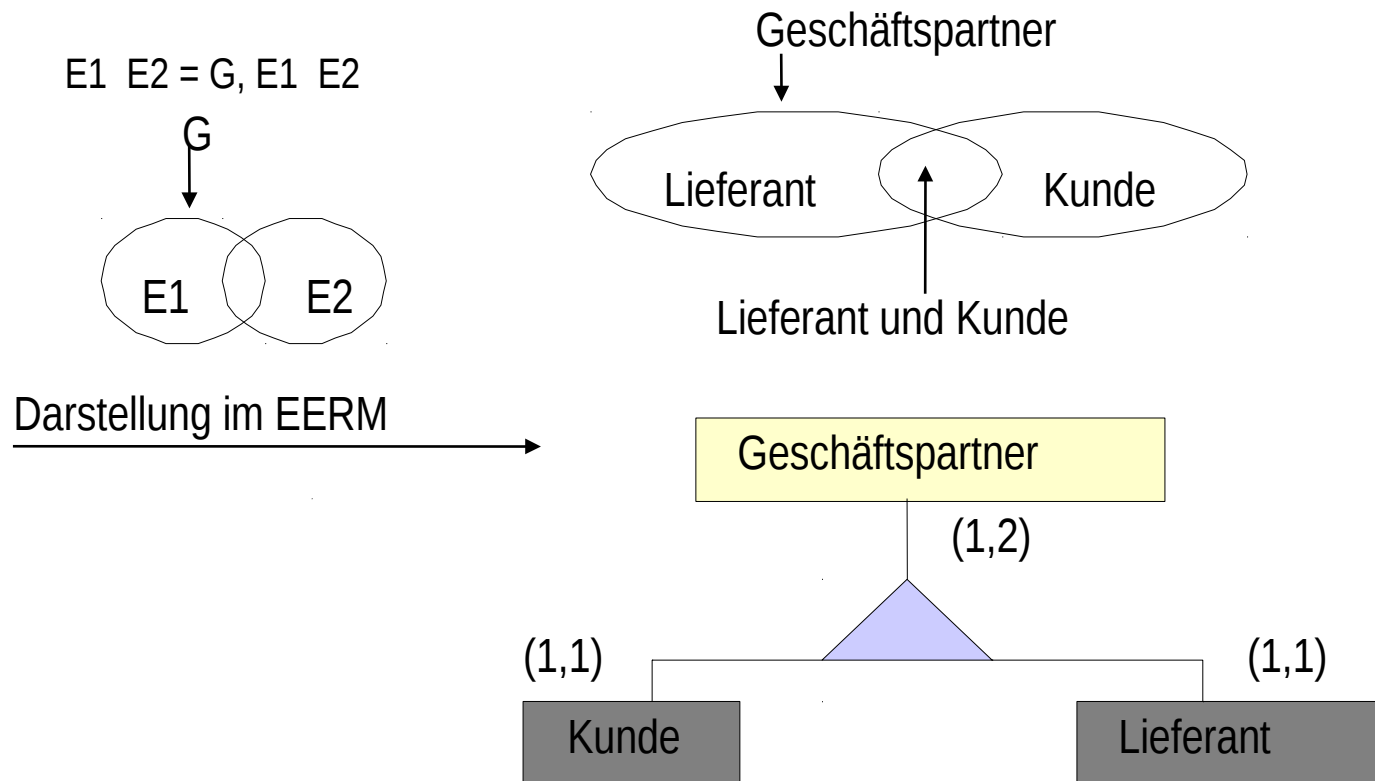 E1 E2 = G, E1 E2
G
E1 E2
Geschäftspartner
Lieferant Kunde
Lieferant und Kunde
Darstellung im EERM
Geschäftspartner
(1,2)
(1,1) (1,1)
Kunde Lieferant